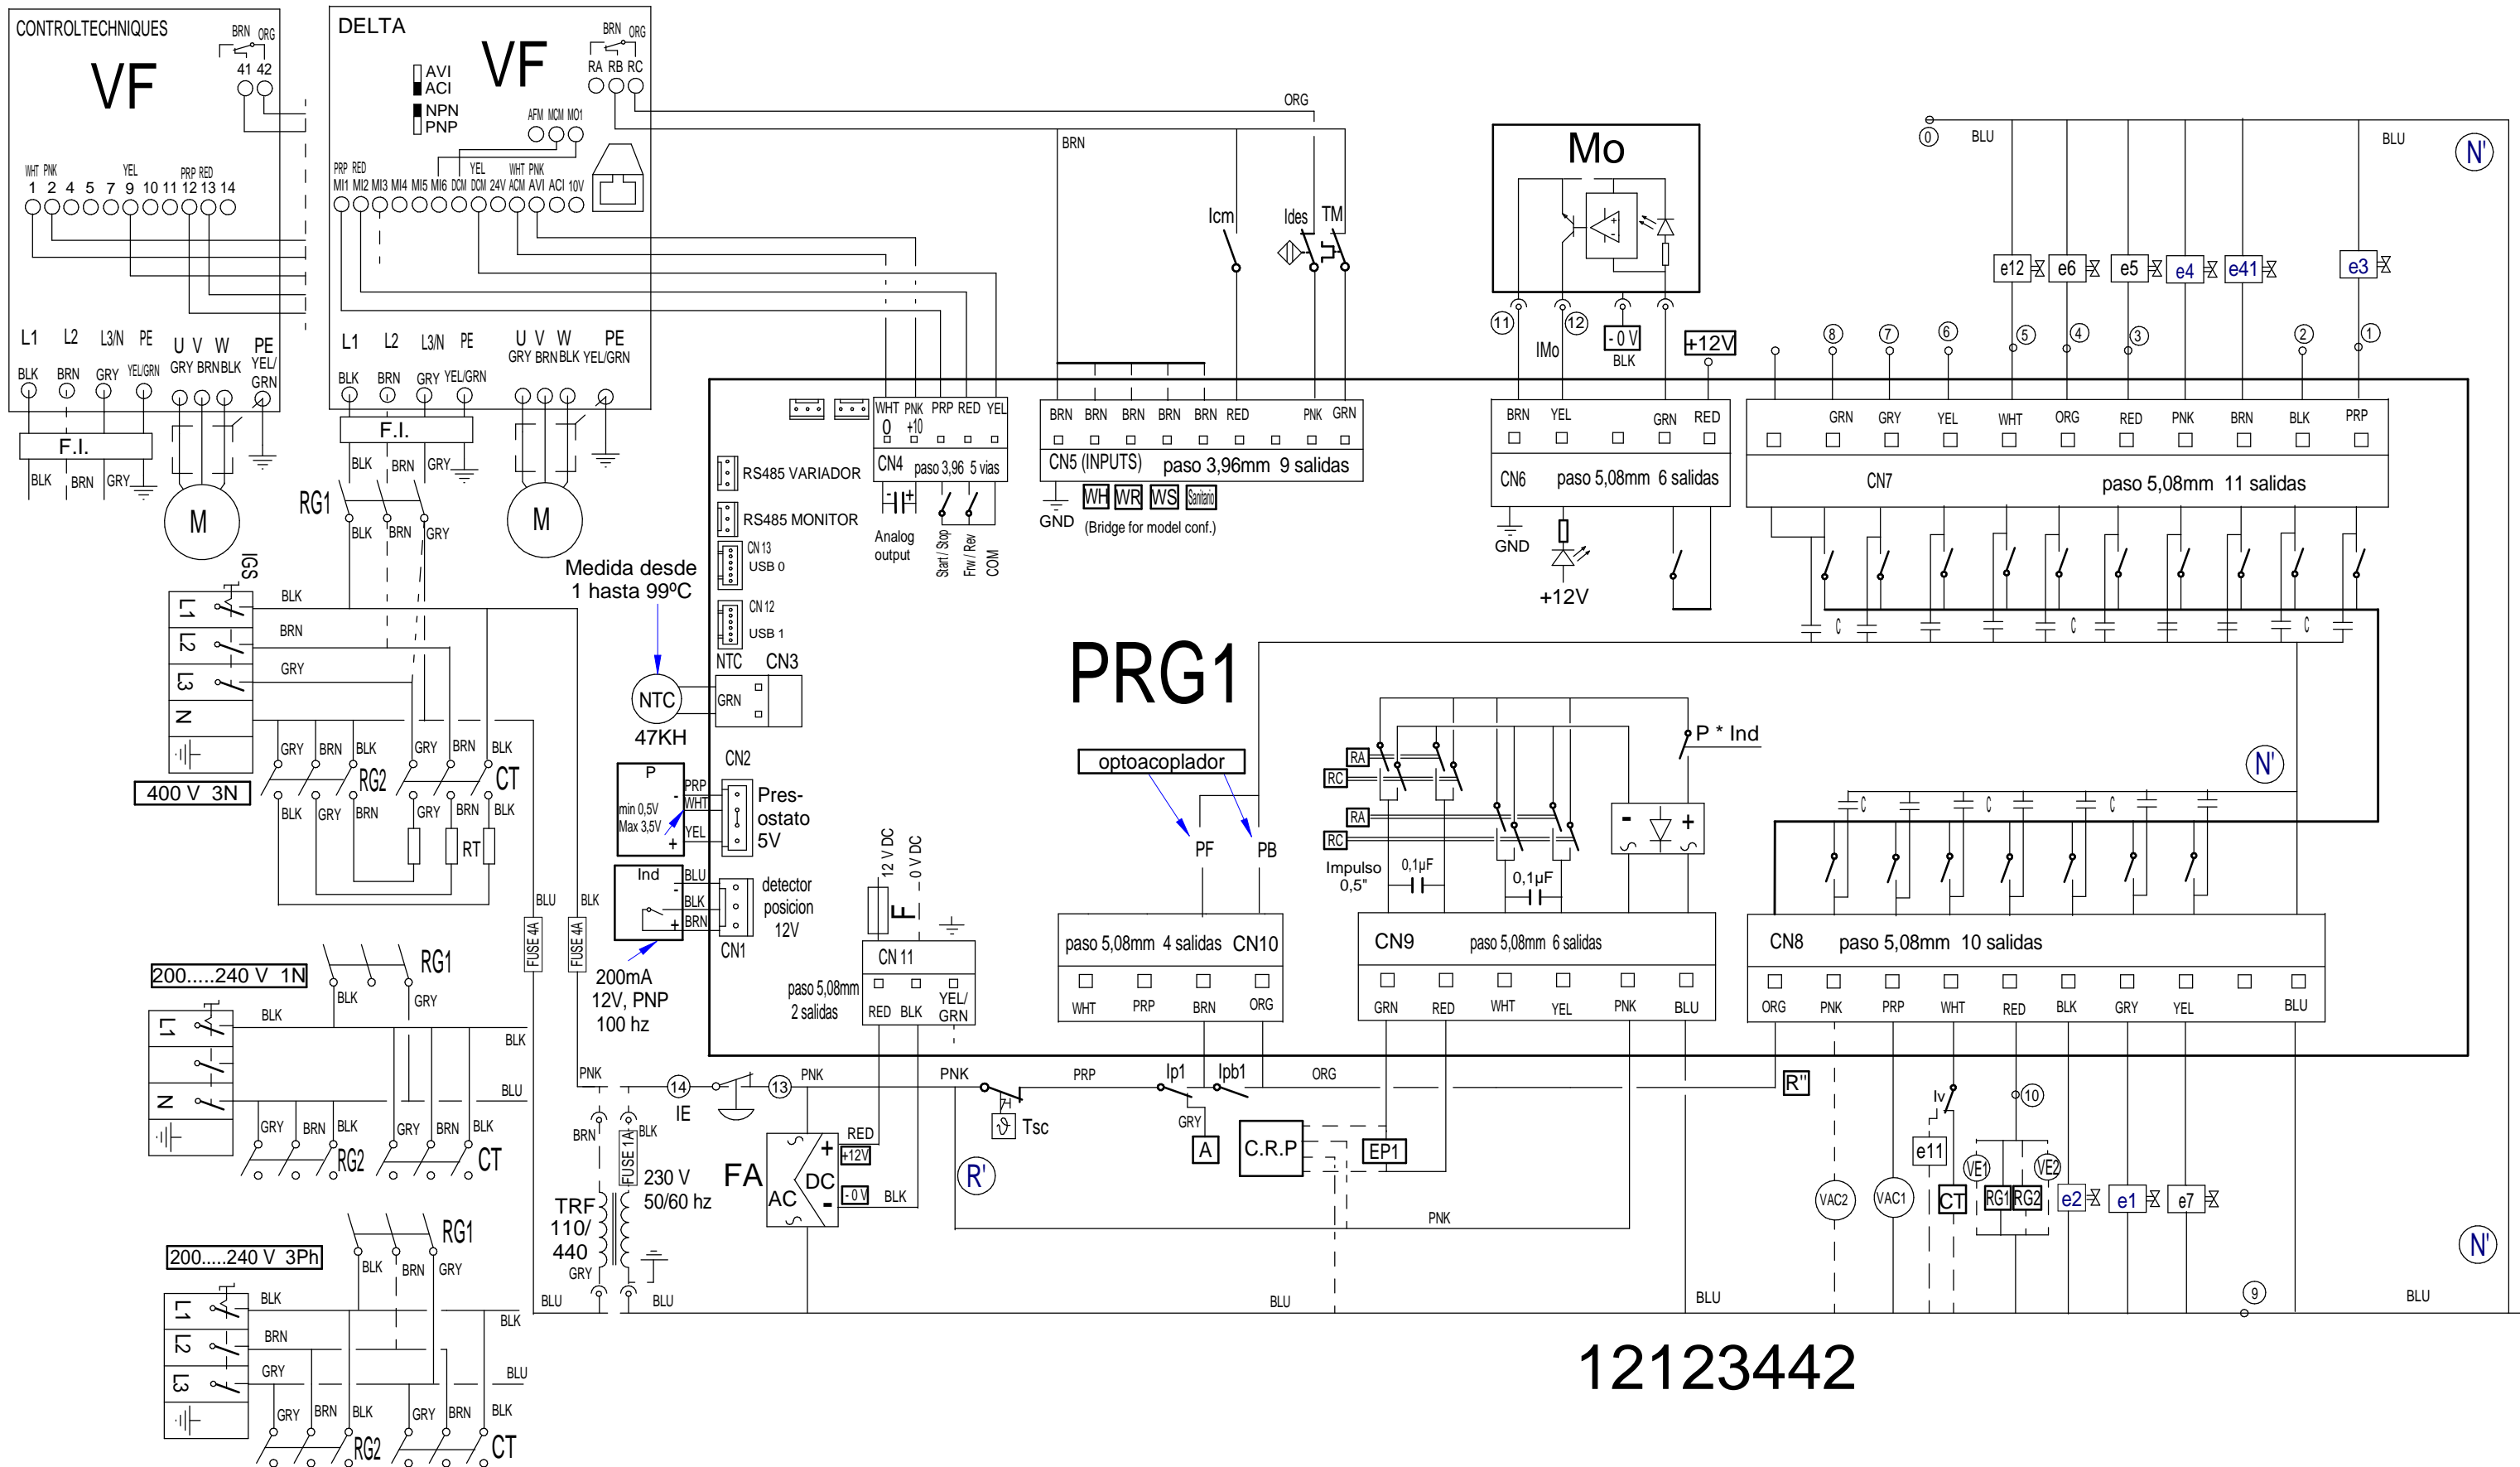 CONTROLTECHNIQUES
VF
BRN ORG
41 42
WHT PNK YEL PRP RED
1 2 4 5 7 9 10 11 12 13 14
L1 L2 L3/N PE U V W PE
GRY BRN BLK YEL/GRN
BLK BRN GRY YEL/GRN
F.I.
BLK BRN GRY
M
DELTA
VF
AVI
ACI
NPN
PNP
BRN ORG
RA RB RC
AFM MCM MO1
PRP RED YEL WHT PNK
MI1 MI2 MI3 MI4 MI5 MI6 DCM DCM 24V ACM AVI ACI 10V
L1 L2 L3/N PE U V W PE
GRY BRN BLK YEL/GRN
BLK BRN GRY YEL/GRN
F.I.
BLK BRN GRY
RG1
M
BLK BRN GRY
IGS
L1 BLK
L2 BRN
L3 GRY
N
GRY BRN BLK GRY BRN BLK
RG2 CT
400 V 3N
BLK GRY BRN GRY BRN BLK
RT
BLU BLK
FUSE 4A FUSE 4A
200.....240 V 1N
RG1
BLK GRY
L1 BLK
BLK
N BLU
GRY BRN BLK GRY BRN BLK
RG2 CT
200.....240 V 3Ph
RG1
BLK BRN GRY
L1 BLK
BLK
L2 BRN
L3 GRY
BLU
GRY BRN BLK GRY BRN BLK
RG2 CT
ORG
BRN
Icm Ides TM
Mo
11 12 - 0 V +12V
IMo BLK
0 BLU BLU N'
e12 e6 e5 e4 e41 e3
8 7 6 5 4 3 2 1
WHT PNK PRP RED YEL
0 +10
CN4 paso 3,96 5 vias
- +
Analog
output
Start / Stop
Frw / Rev
COM
BRN BRN BRN BRN BRN RED PNK GRN
CN5 (INPUTS) paso 3,96mm 9 salidas
GND WH WR WS Sanitario
(Bridge for model conf.)
BRN YEL GRN RED
CN6 paso 5,08mm 6 salidas
GND
+12V
GRN GRY YEL WHT ORG RED PNK BRN BLK PRP
CN7 paso 5,08mm 11 salidas
C C C
RS485 VARIADOR
RS485 MONITOR
CN 13
USB 0
CN 12
USB 1
Medida desde
1 hasta 99ºC
NTC CN3
NTC GRN
47KH
PRG1
CN2
P
-
min 0,5V
Max 3,5V
+
PRP
WHT
YEL
Pres-
ostato
5V
Ind
-
+
BLU
BLK
BRN
detector
posicion
12V
CN1
200mA
12V, PNP
100 hz
12 V DC
0 V DC
F
CN 11
paso 5,08mm
2 salidas
RED BLK YEL/
GRN
optoacoplador
PF PB
paso 5,08mm 4 salidas CN10
WHT PRP BRN ORG
P * Ind
RA
RC
RA
RC
Impulso
0,5"
0,1µF
0,1µF
- +
CN9 paso 5,08mm 6 salidas
GRN RED WHT YEL PNK BLU
N'
C C C
CN8 paso 5,08mm 10 salidas
ORG PNK PRP WHT RED BLK GRY YEL BLU
PNK 14 13 PNK PNK PRP Ip1 Ipb1 ORG R"
IE
Tsc
GRY
A
C.R.P
EP1
BRN BLK
FUSE 1A
230 V
50/60 hz
TRF
110/
440
GRY
FA
AC DC
+
-
RED
+12V
- 0 V
BLK
R'
PNK
Iv 10
e11 VE1 VE2
VAC2 VAC1 CT RG1 RG2 e2 e1 e7
N'
BLU BLU BLU BLU 9 BLU
12123442